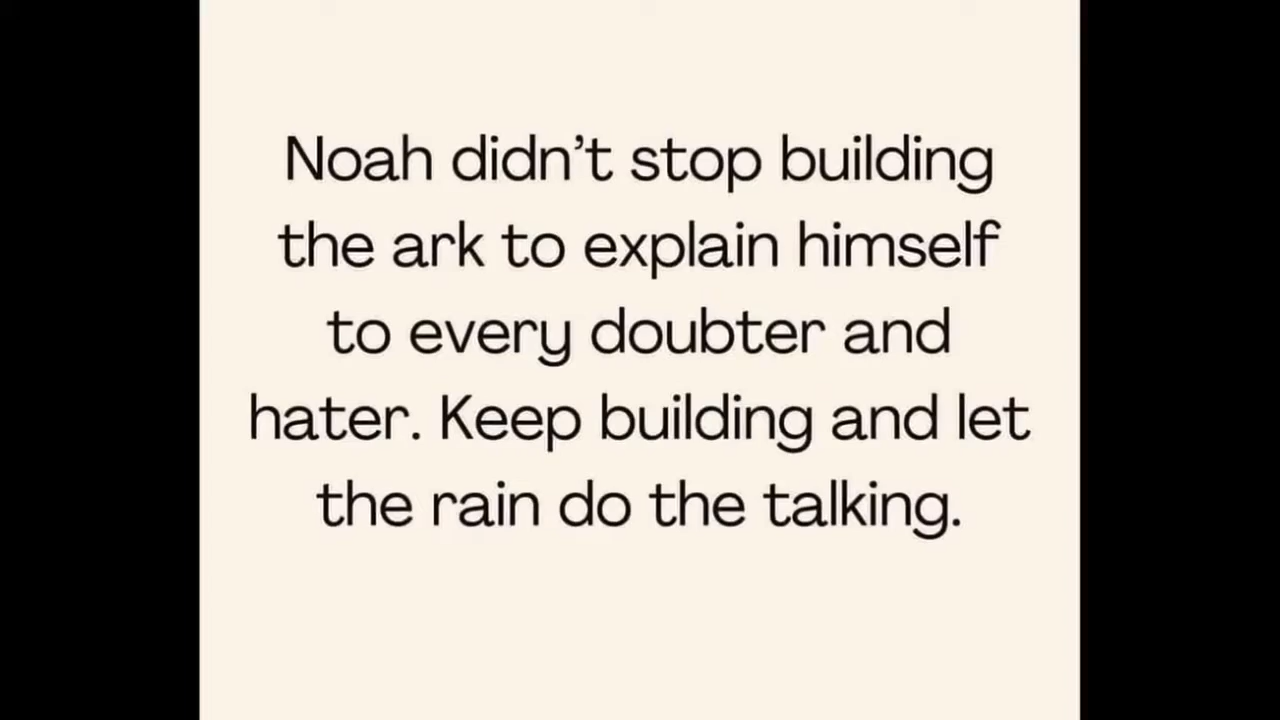 Noah didn’t stop building
the ark to explain himself
to every doubter and
hater. Keep building and let
the rain do the talking.